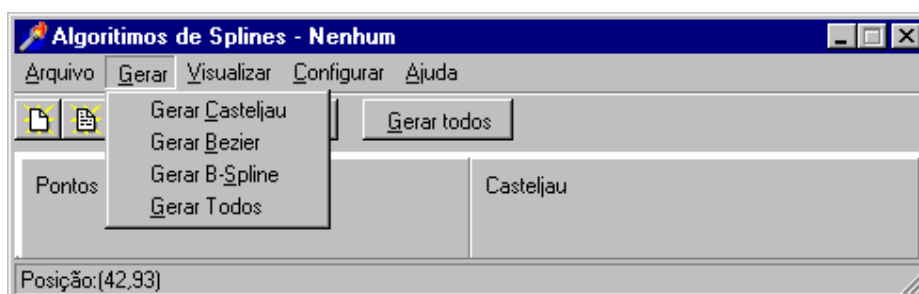 Algoritimos de Splines - Nenhum
Arquivo Gerar Visualizar Configurar Ajuda
Gerar Casteljau
Gerar todos
Gerar Bezier
Gerar B-Spline
Gerar Todos
Pontos
Casteljau
Posição:(42,93)